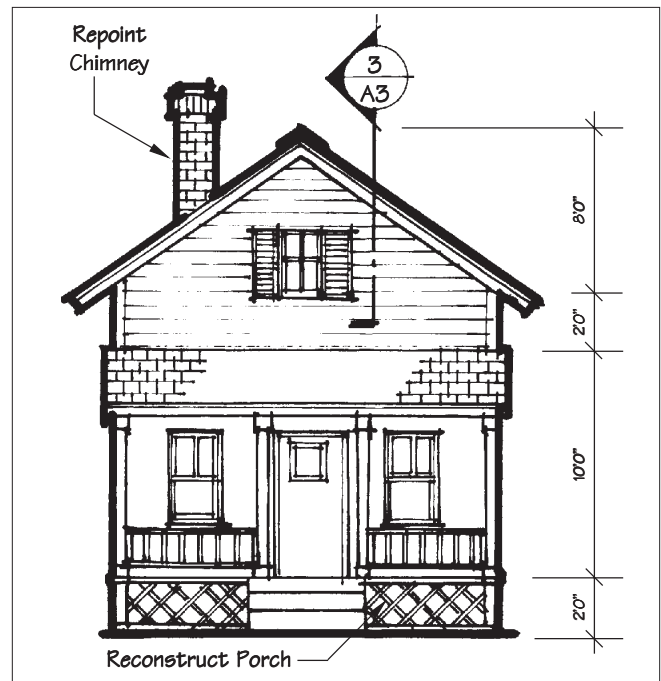 Repoint
Chimney
3
A3
8'0"
2'0"
10'0"
2'0"
Reconstruct Porch